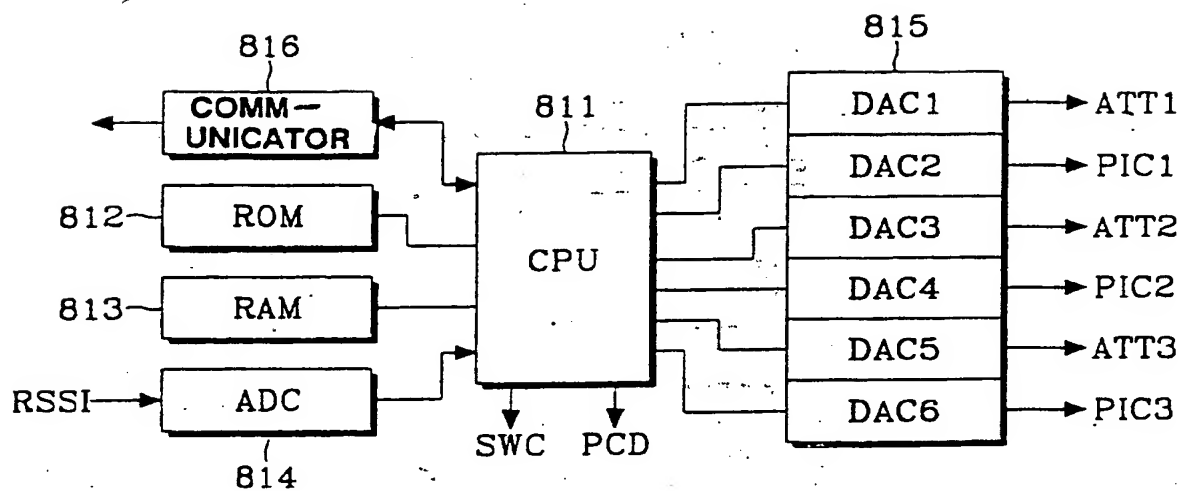 816
COMM-
UNICATOR
812
ROM
813
RAM
RSSI
ADC
814
811
CPU
SWC
PCD
815
DAC1
ATT1
DAC2
PIC1
DAC3
ATT2
DAC4
PIC2
DAC5
ATT3
DAC6
PIC3